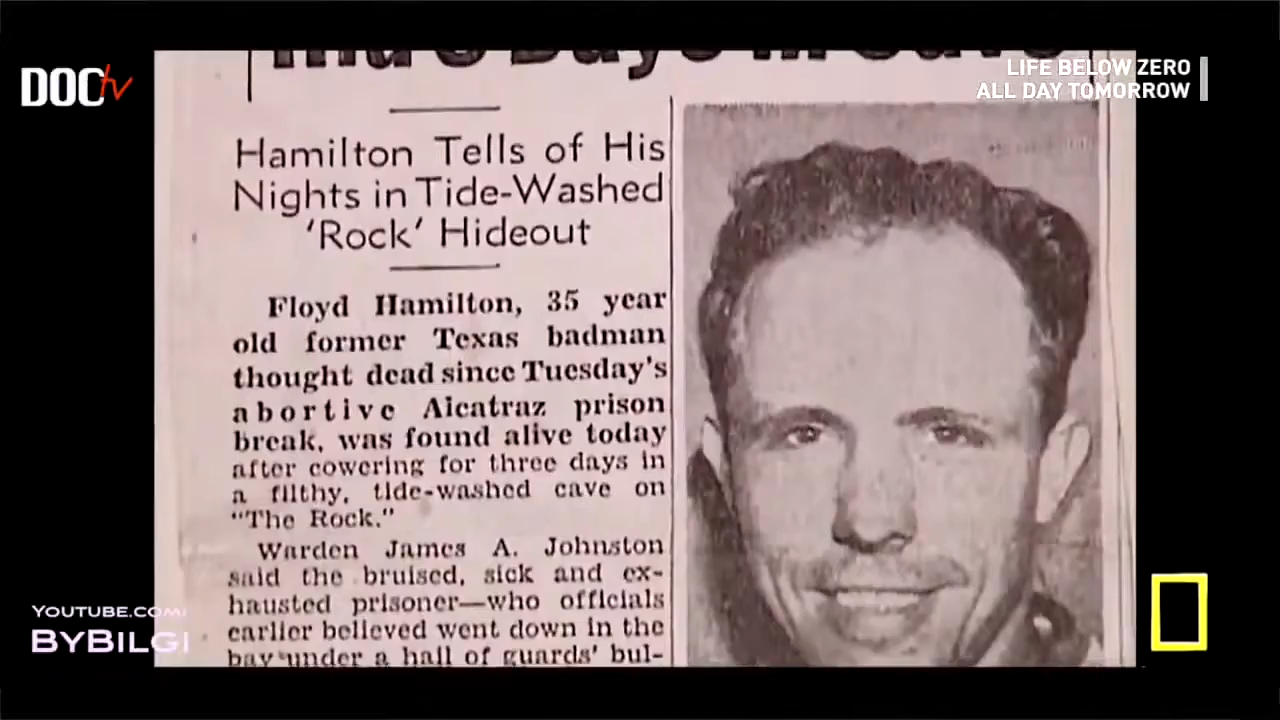 DOCtv
LIFE BELOW ZERO
ALL DAY TOMORROW
Days in
Hamilton Tells of His
Nights in Tide-Washed
'Rock' Hideout
Floyd Hamilton, 35 year
old former Texas badman
thought dead since Tuesday's
abortive Alcatraz prison
break, was found alive today
after cowering for three days in
a filthy, tide-washed cave on
"The Rock."
Warden James A. Johnston
said the bruised, sick and ex-
hausted prisoner—who officials
earlier believed went down in the
bay under a hail of guards' bul-
YOUTUBE.COM/
BYBILGI